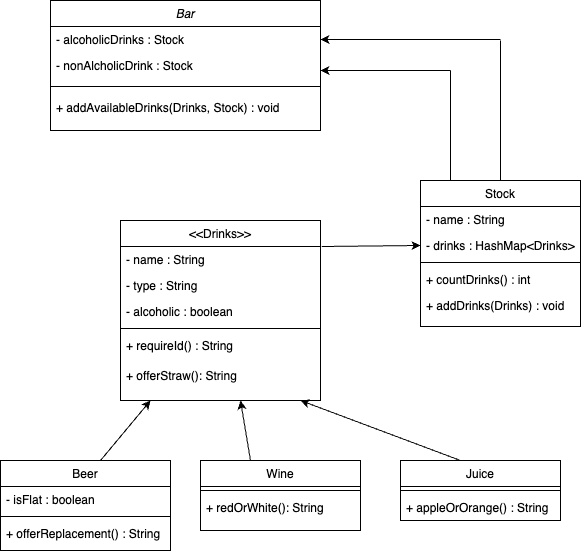 Bar
- alcoholicDrinks : Stock
- nonAlcholicDrink : Stock
+ addAvailableDrinks(Drinks, Stock) : void
Stock
- name : String
- drinks : HashMap<Drinks>
+ countDrinks() : int
+ addDrinks(Drinks) : void
<<Drinks>>
- name : String
- type : String
- alcoholic : boolean
+ requireId() : String
+ offerStraw(): String
Beer
- isFlat : boolean
+ offerReplacement() : String
Wine
+ redOrWhite(): String
Juice
+ appleOrOrange() : String